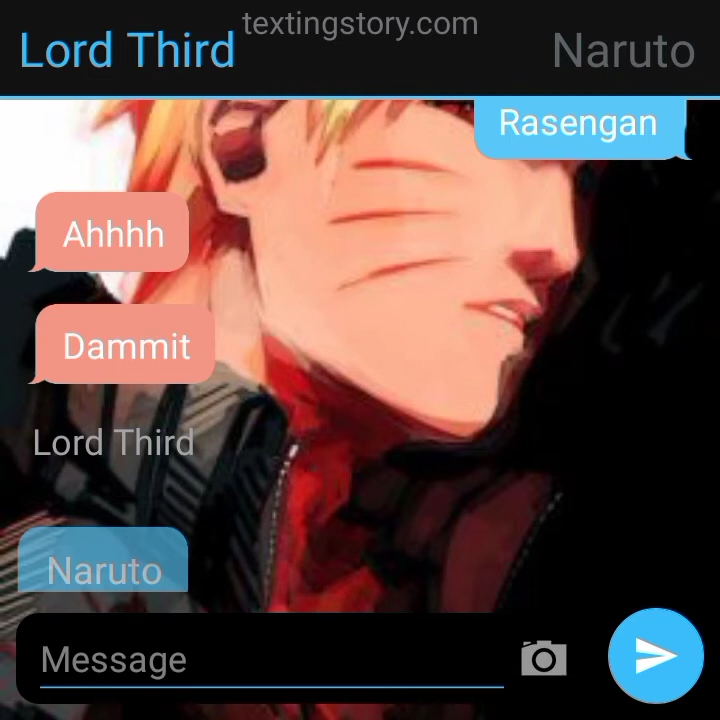 textingstory.com
Lord Third
Naruto
Rasengan
Ahhhh
Dammit
Lord Third
Naruto
Message